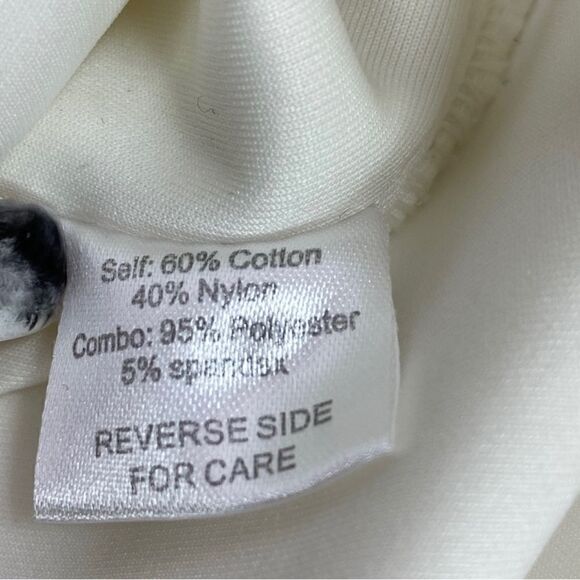 Self: 60% Cotton
40% Nylon
Combo: 95% Polyester
5% spandex
REVERSE SIDE
FOR CARE